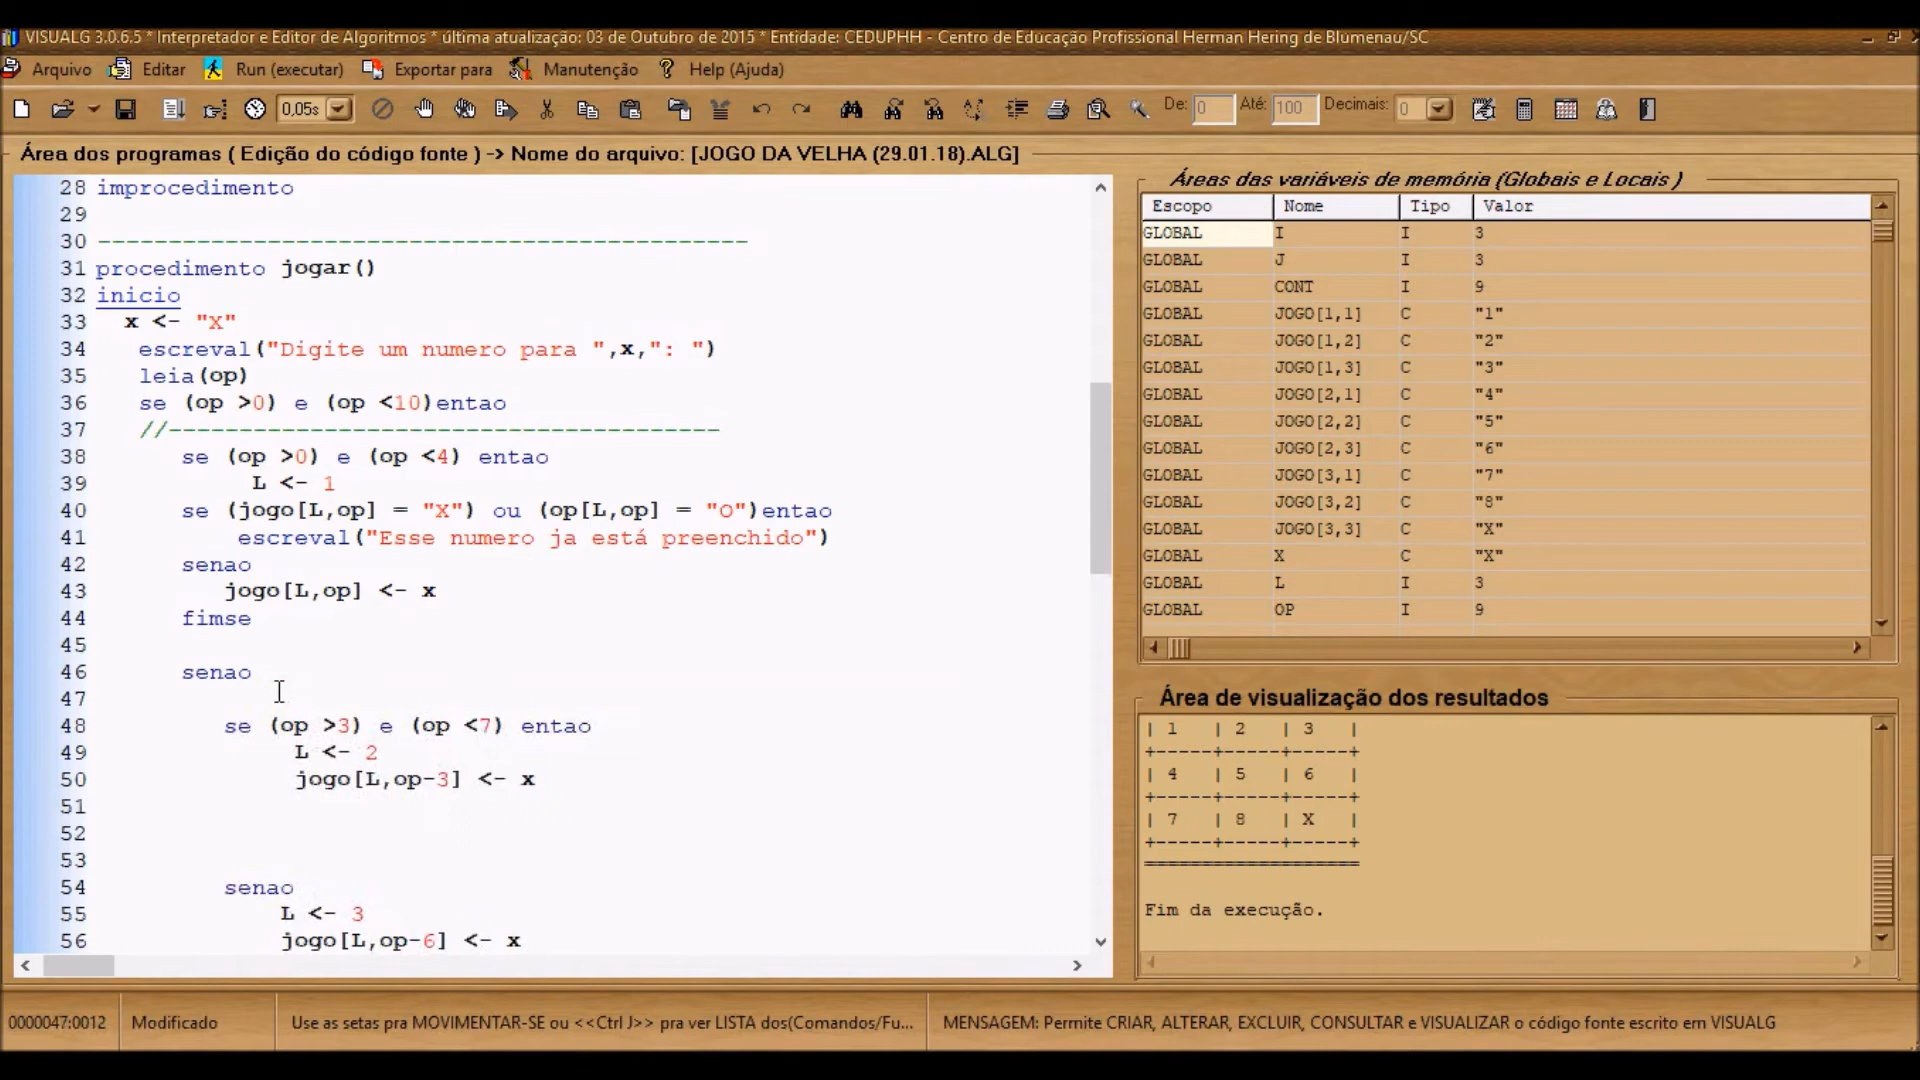 VISUALG 3.0.6.5 * Interpretador e Editor de Algoritmos * última atualização: 03 de Outubro de 2015 * Entidade: CEDUPHH - Centro de Educação Profissional Herman Hering de Blumenau/SC
Arquivo Editar Run (executar) Exportar para Manutenção Help (Ajuda)
0,05s De: 0 Até: 100 Decimais: 0
Área dos programas ( Edição do código fonte ) -> Nome do arquivo: [JOGO DA VELHA (29.01.18).ALG]
28 improcedimento
29
30 ----------------------------------------------
31 procedimento jogar()
32 inicio
33 x <- "X"
34 escreval("Digite um numero para ",x,": ")
35 leia(op)
36 se (op >0) e (op <10)entao
37 //---------------------------------------
38 se (op >0) e (op <4) entao
39 L <- 1
40 se (jogo[L,op] = "X") ou (op[L,op] = "O")entao
41 escreval("Esse numero ja está preenchido")
42 senao
43 jogo[L,op] <- x
44 fimse
45
46 senao
47
48 se (op >3) e (op <7) entao
49 L <- 2
50 jogo[L,op-3] <- x
51
52
53
54 senao
55 L <- 3
56 jogo[L,op-6] <- x
Áreas das variáveis de memória (Globais e Locais )
Escopo Nome Tipo Valor
GLOBAL I I 3
GLOBAL J I 3
GLOBAL CONT I 9
GLOBAL JOGO[1,1] C "1"
GLOBAL JOGO[1,2] C "2"
GLOBAL JOGO[1,3] C "3"
GLOBAL JOGO[2,1] C "4"
GLOBAL JOGO[2,2] C "5"
GLOBAL JOGO[2,3] C "6"
GLOBAL JOGO[3,1] C "7"
GLOBAL JOGO[3,2] C "8"
GLOBAL JOGO[3,3] C "X"
GLOBAL X C "X"
GLOBAL L I 3
GLOBAL OP I 9
Área de visualização dos resultados
| 1 | 2 | 3 |
+-----+-----+-----+
| 4 | 5 | 6 |
+-----+-----+-----+
| 7 | 8 | X |
+-----+-----+-----+
===================
Fim da execução.
0000047:0012 Modificado Use as setas pra MOVIMENTAR-SE ou <<Ctrl J>> pra ver LISTA dos(Comandos/Fu... MENSAGEM: Permite CRIAR, ALTERAR, EXCLUIR, CONSULTAR e VISUALIZAR o código fonte escrito em VISUALG